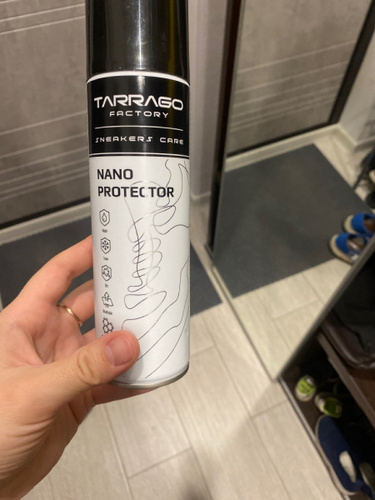 TARRAGO
FACTORY
SNEAKERS CARE
NANO
PROTECTOR